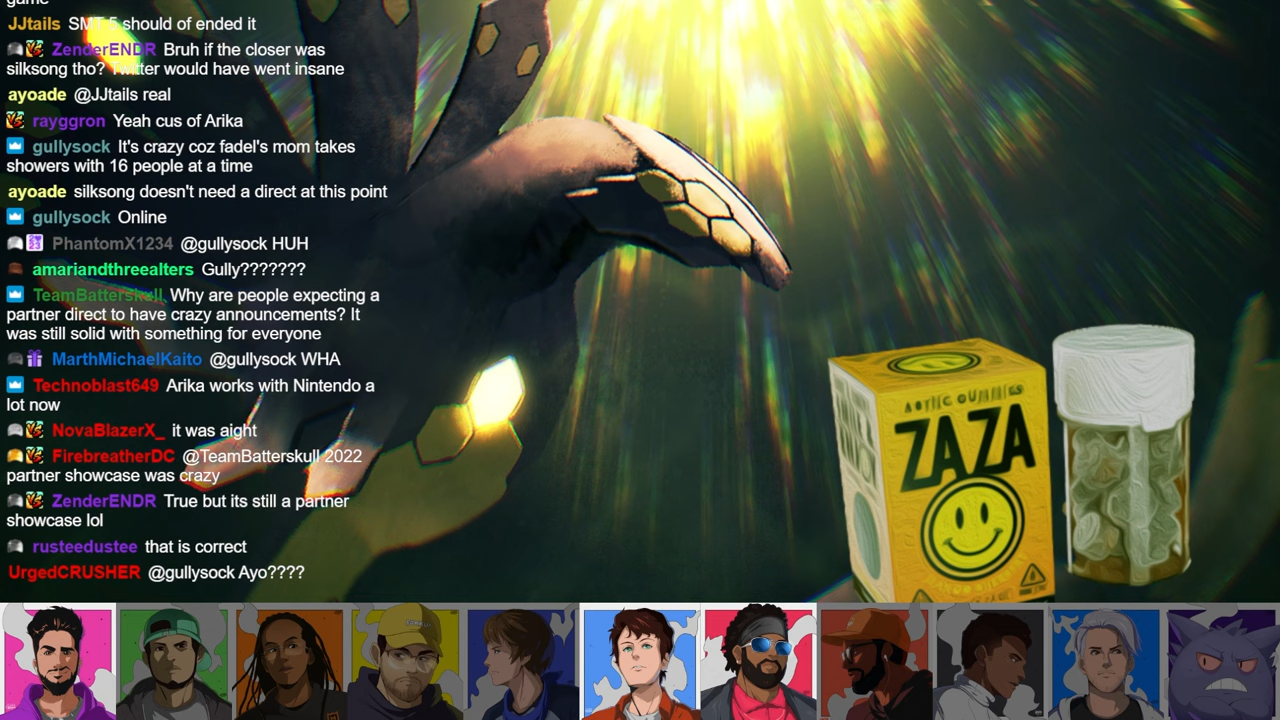 game
JJtails SMT 5 should of ended it
ZenderENDR Bruh if the closer was
silksong tho? Twitter would have went insane
ayoade @JJtails real
rayggron Yeah cus of Arika
gullysock It's crazy coz fadel's mom takes
showers with 16 people at a time
ayoade silksong doesn't need a direct at this point
gullysock Online
PhantomX1234 @gullysock HUH
amariandthreealters Gully???????
TeamBatterskull Why are people expecting a
partner direct to have crazy announcements? It
was still solid with something for everyone
MarthMichaelKaito @gullysock WHA
Technoblast649 Arika works with Nintendo a
lot now
NovaBlazerX_ it was aight
FirebreatherDC @TeamBatterskull 2022
partner showcase was crazy
ZenderENDR True but its still a partner
showcase lol
rusteedustee that is correct
UrgedCRUSHER @gullysock Ayo????
ZAZA